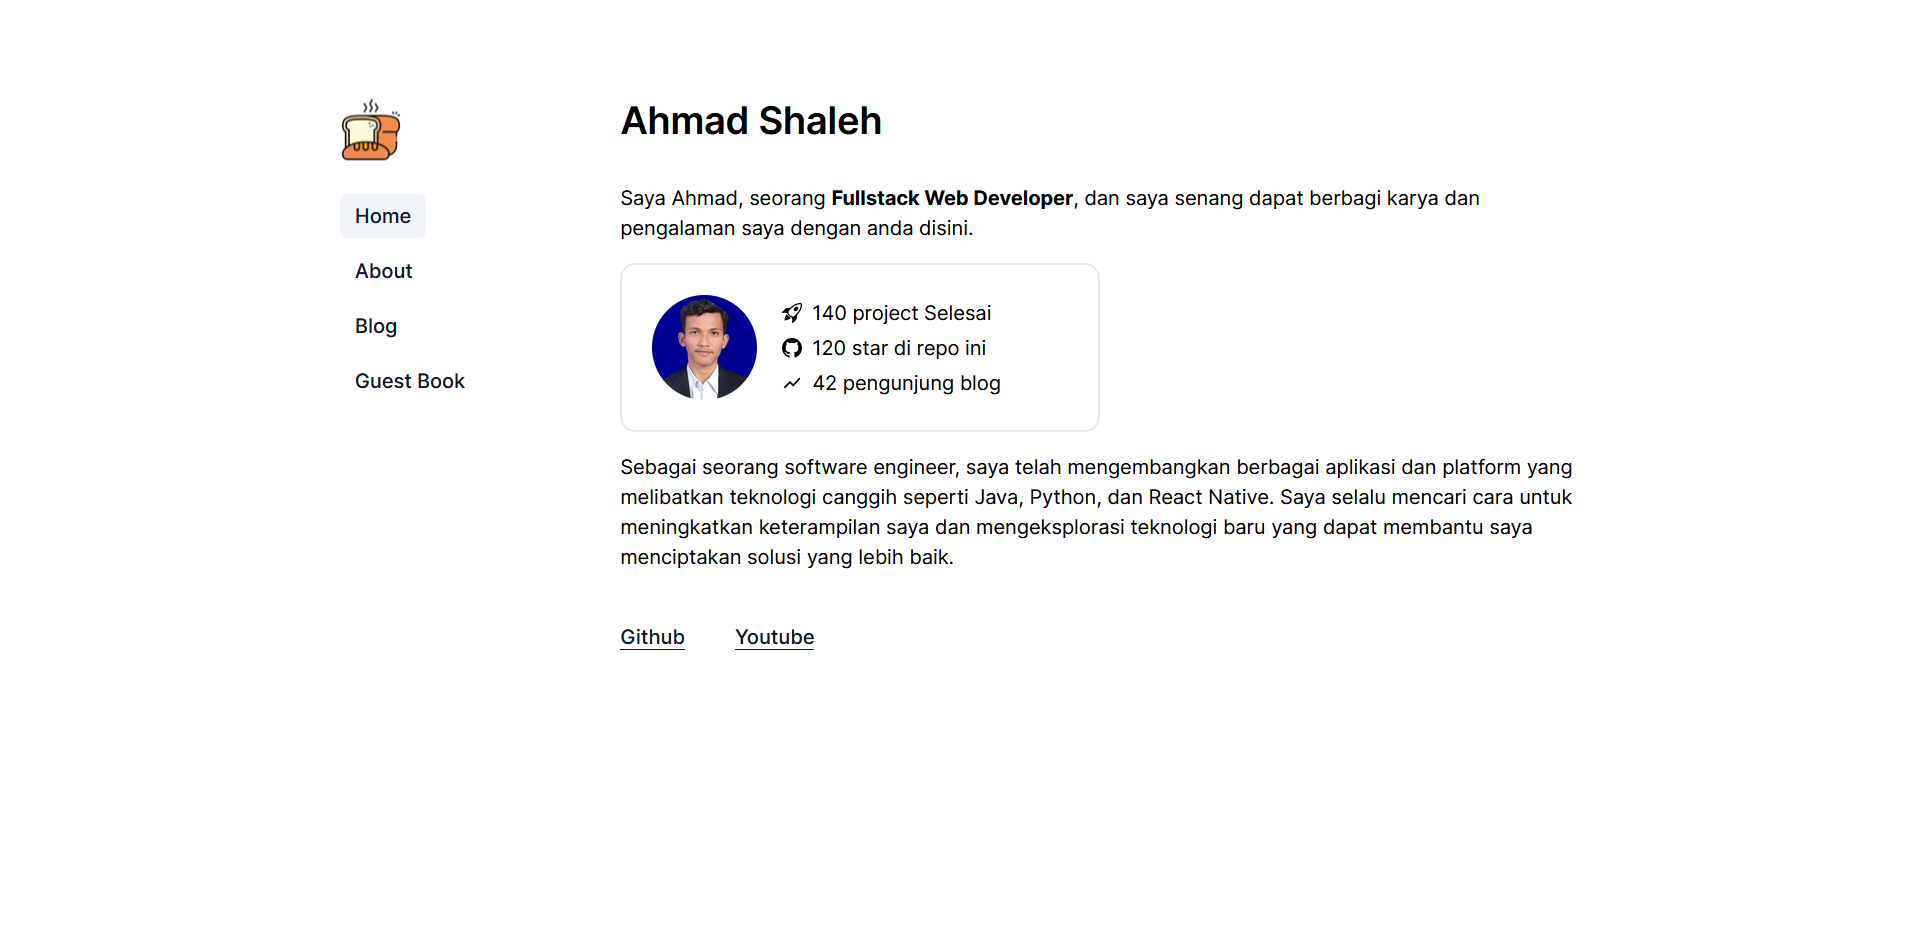 Home
About
Blog
Guest Book
Ahmad Shaleh
Saya Ahmad, seorang Fullstack Web Developer, dan saya senang dapat berbagi karya dan
pengalaman saya dengan anda disini.
140 project Selesai
120 star di repo ini
42 pengunjung blog
Sebagai seorang software engineer, saya telah mengembangkan berbagai aplikasi dan platform yang
melibatkan teknologi canggih seperti Java, Python, dan React Native. Saya selalu mencari cara untuk
meningkatkan keterampilan saya dan mengeksplorasi teknologi baru yang dapat membantu saya
menciptakan solusi yang lebih baik.
Github
Youtube